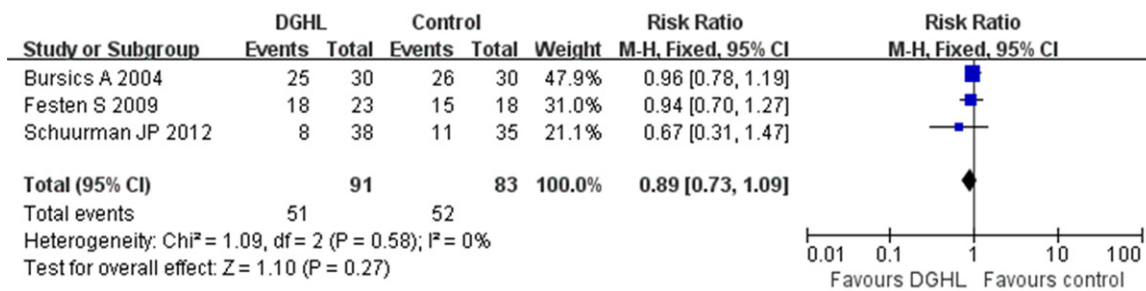 DGHL Control Risk Ratio Risk Ratio
Study or Subgroup Events Total Events Total Weight M-H, Fixed, 95% CI M-H, Fixed, 95% CI
Bursics A 2004 25 30 26 30 47.9% 0.96 [0.78, 1.19]
Festen S 2009 18 23 15 18 31.0% 0.94 [0.70, 1.27]
Schuurman JP 2012 8 38 11 35 21.1% 0.67 [0.31, 1.47]
Total (95% CI) 91 83 100.0% 0.89 [0.73, 1.09]
Total events 51 52
Heterogeneity: Chi² = 1.09, df = 2 (P = 0.58); I² = 0%
Test for overall effect: Z = 1.10 (P = 0.27)
0.01 0.1 1 10 100
Favours DGHL Favours control